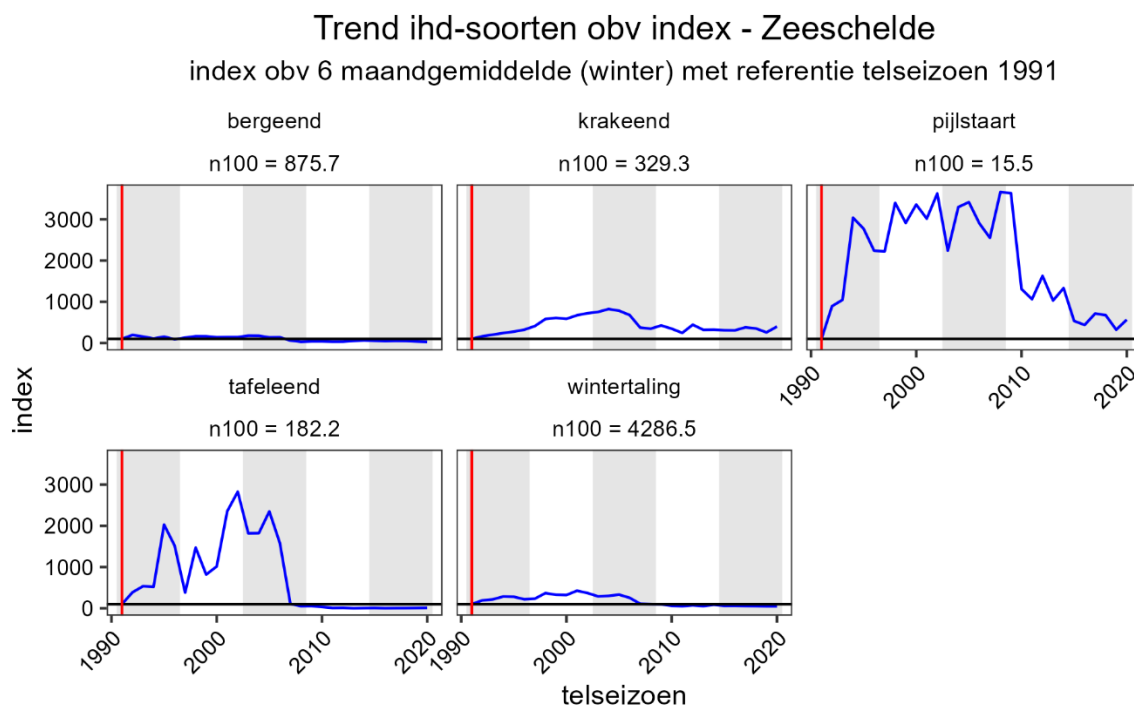 Trend ihd-soorten obv index - Zeeschelde
index obv 6 maandgemiddelde (winter) met referentie telseizoen 1991
bergeend
krakeend
pijlstaart
n100 = 875.7
n100 = 329.3
n100 = 15.5
3000
2000
1000
0
1990
2000
2010
2020
tafeleend
wintertaling
n100 = 182.2
n100 = 4286.5
3000
2000
1000
0
1990
2000
2010
2020
1990
2000
2010
2020
index
telseizoen